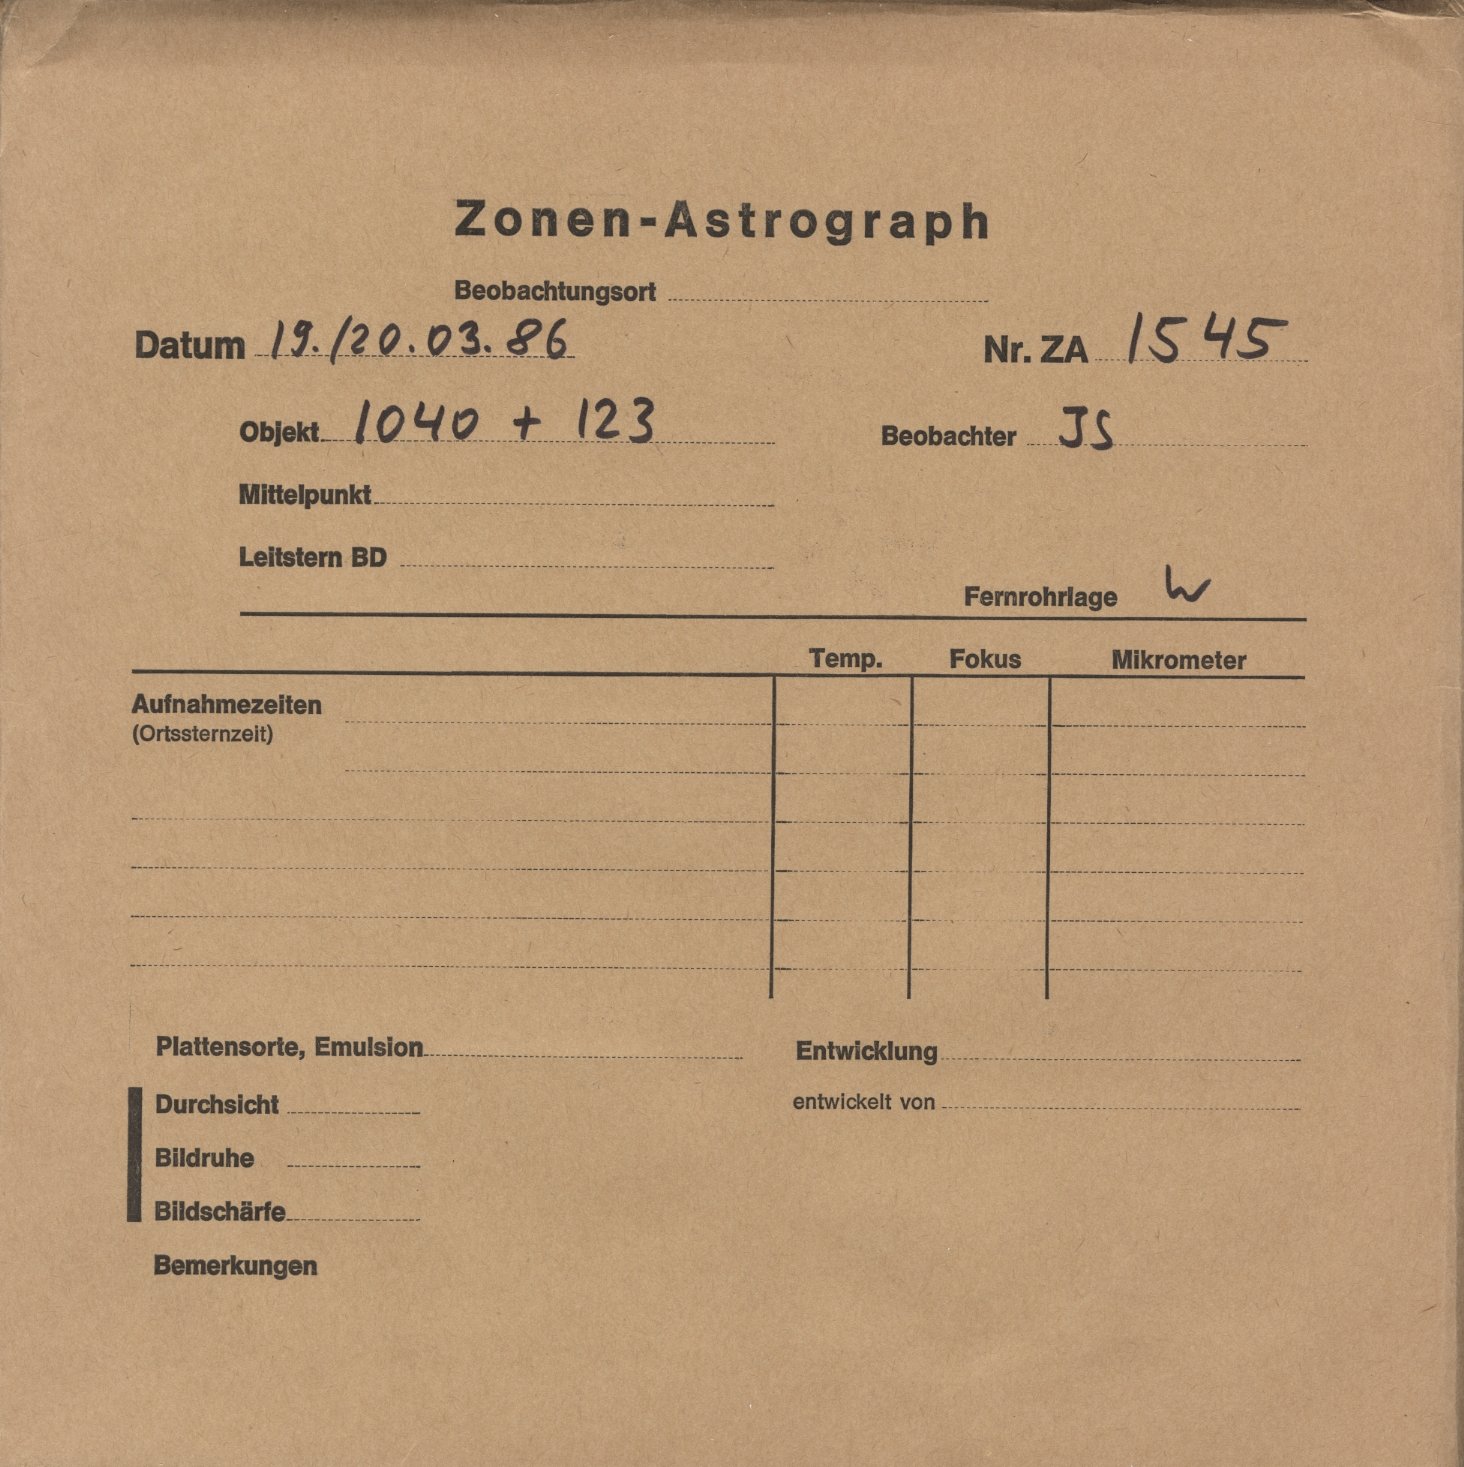 Zonen-Astrograph
Beobachtungsort
Datum 19./20.03.86 Nr. ZA 1545
Objekt 1040 + 123 Beobachter JS
Mittelpunkt
Leitstern BD
Fernrohrlage W
Temp. Fokus Mikrometer
Aufnahmezeiten
(Ortssternzeit)
Plattensorte, Emulsion Entwicklung
Durchsicht entwickelt von
Bildruhe
Bildschärfe
Bemerkungen